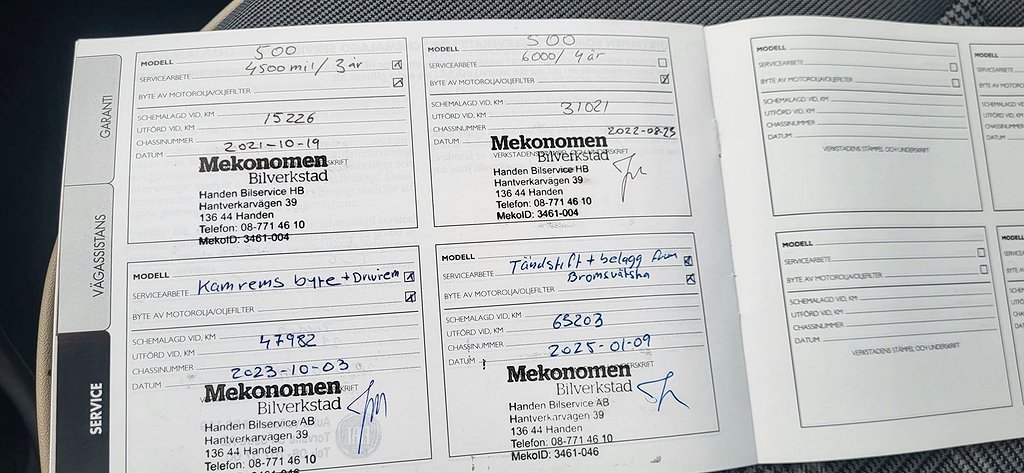 GARANTI
VÄGASSISTANS
SERVICE
500
MODELL
4500 mil / 3 år
SERVICEARBETE
BYTE AV MOTOROLJA/OLJEFILTER
SCHEMALAGD VID, KM
UTFÖRD VID, KM 15226
CHASSINUMMER
DATUM 2021-10-19
Mekonomen
Bilverkstad
Handen Bilservice HB
Hantverkarvägen 39
136 44 Handen
Telefon: 08-771 46 10
MekoID: 3461-004
500
MODELL
6000 / 4 år
SERVICEARBETE
BYTE AV MOTOROLJA/OLJEFILTER
SCHEMALAGD VID, KM
UTFÖRD VID, KM 31021
CHASSINUMMER
DATUM 2022-08-25
Mekonomen
Bilverkstad
Handen Bilservice HB
Hantverkarvägen 39
136 44 Handen
Telefon: 08-771 46 10
MekoID: 3461-004
MODELL
SERVICEARBETE Kamrems byte + Drivrem
BYTE AV MOTOROLJA/OLJEFILTER
SCHEMALAGD VID, KM
UTFÖRD VID, KM 47982
CHASSINUMMER
DATUM 2023-10-03
Mekonomen
Bilverkstad
Handen Bilservice AB
Hantverkarvägen 39
136 44 Handen
Telefon: 08-771 46 10
MODELL
SERVICEARBETE Tändstift + belägg
Bromsvätska
BYTE AV MOTOROLJA/OLJEFILTER
SCHEMALAGD VID, KM
UTFÖRD VID, KM 65203
CHASSINUMMER
DATUM 2025-01-09
Mekonomen
Bilverkstad
Handen Bilservice AB
Hantverkarvägen 39
136 44 Handen
Telefon: 08-771 46 10
MekoID: 3461-046
MODELL
SERVICEARBETE
BYTE AV MOTOROLJA/OLJEFILTER
SCHEMALAGD VID, KM
UTFÖRD VID, KM
CHASSINUMMER
DATUM
VERKSTADENS STÄMPEL OCH UNDERSKRIFT
MODELL
SERVICEARBETE
BYTE AV MOTOROLJA/OLJEFILTER
SCHEMALAGD VID, KM
UTFÖRD VID, KM
CHASSINUMMER
DATUM
VERKSTADENS STÄMPEL OCH UNDERSKRIFT